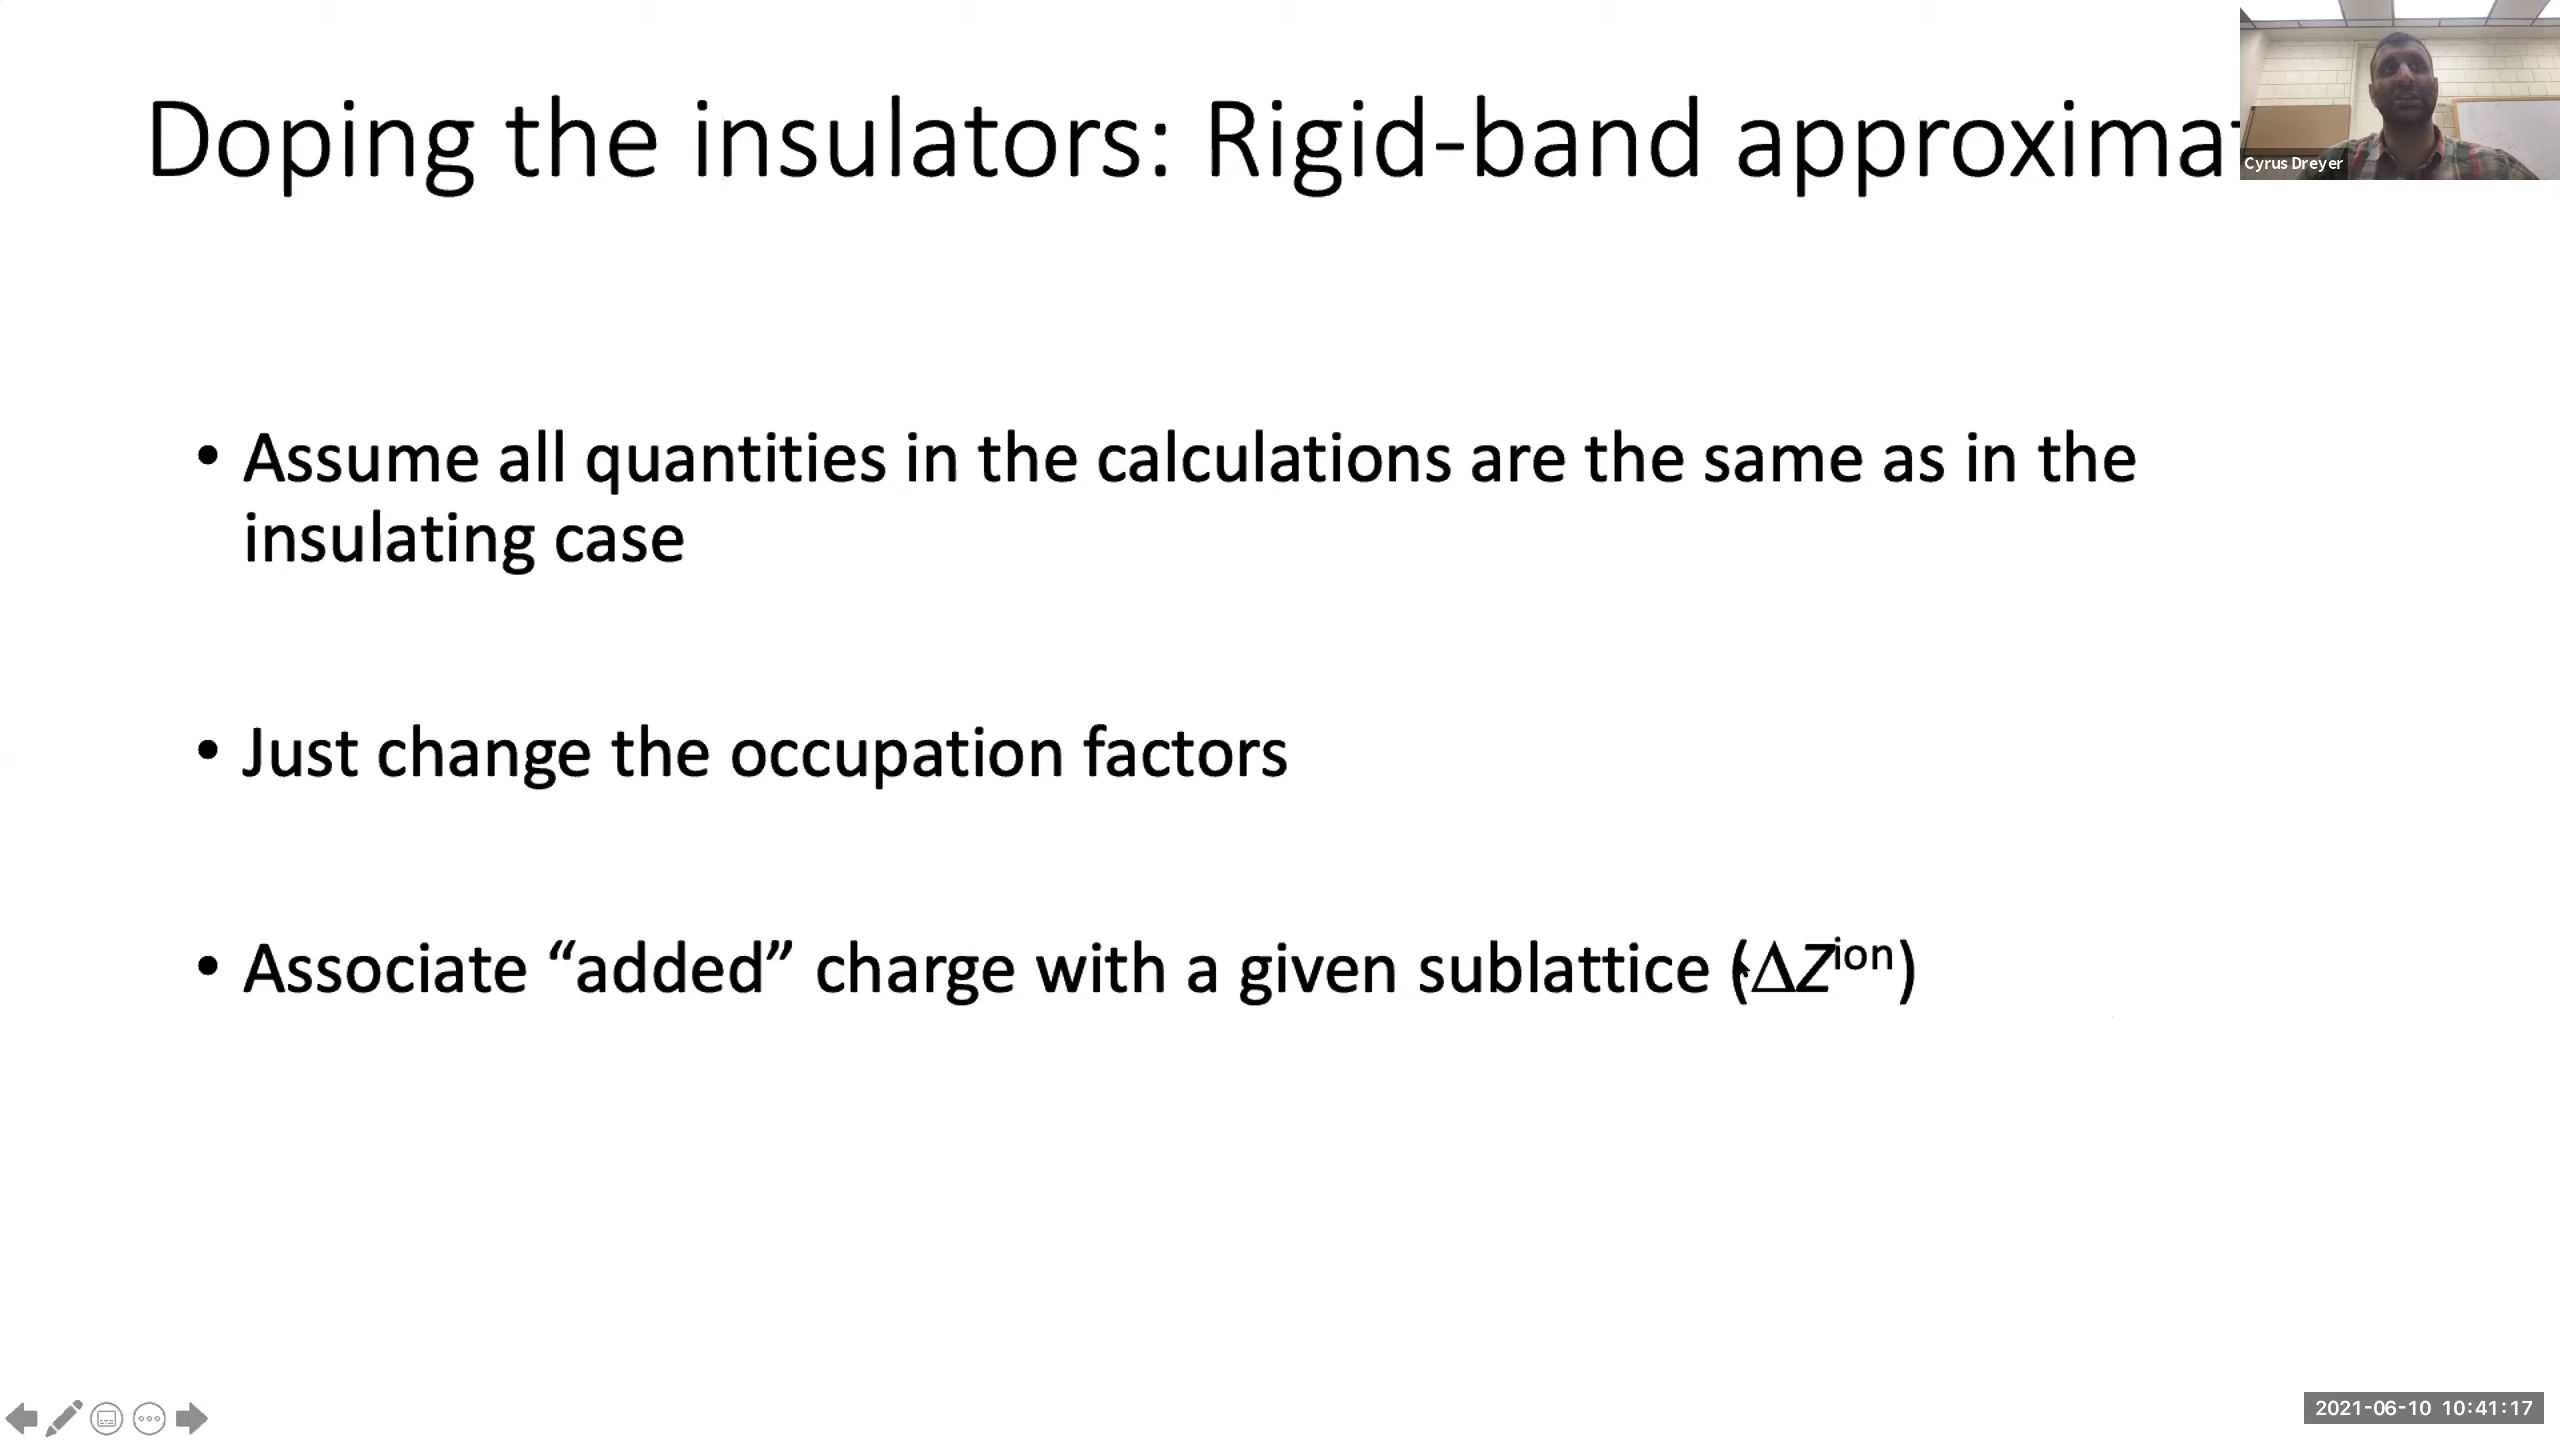 Doping the insulators: Rigid-band approximat
Cyrus Dreyer
• Assume all quantities in the calculations are the same as in the
insulating case
• Just change the occupation factors
• Associate “added” charge with a given sublattice (ΔZ^ion)
2021-06-10 10:41:17